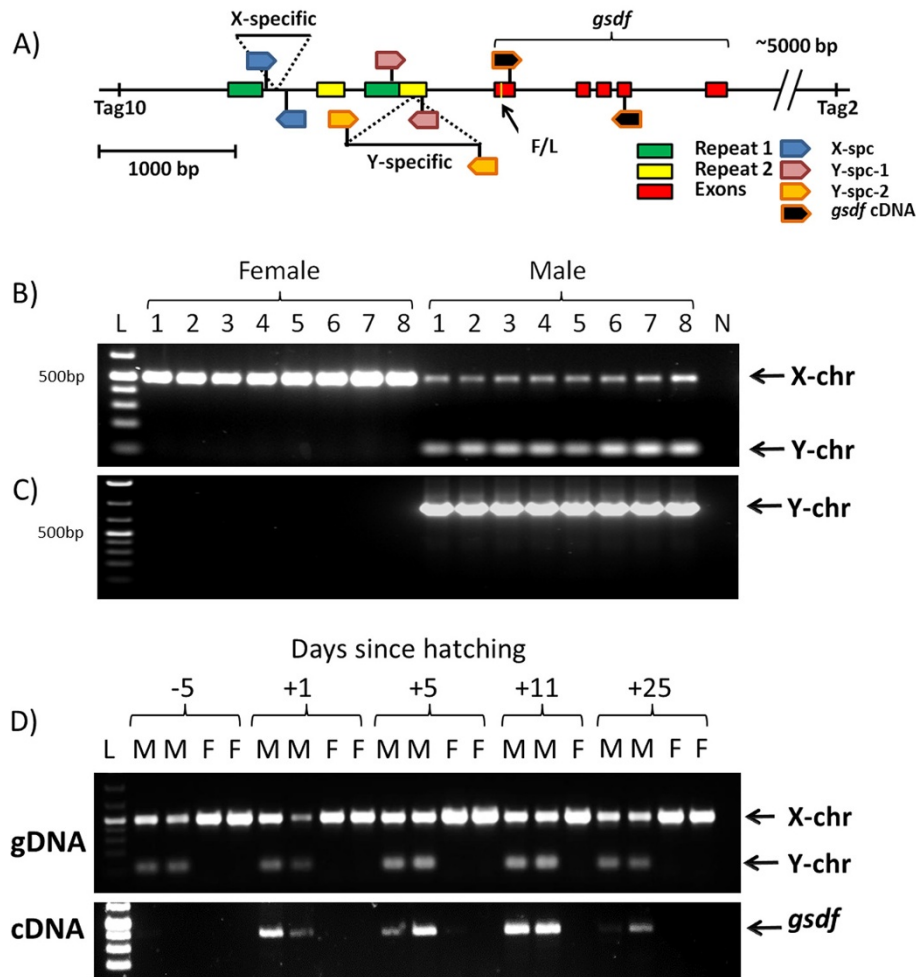 A)
X-specific
gsdf
~5000 bp
Tag10
Tag2
F/L
Y-specific
1000 bp
Repeat 1
Repeat 2
Exons
X-spc
Y-spc-1
Y-spc-2
gsdf cDNA
B)
Female
Male
L 1 2 3 4 5 6 7 8 1 2 3 4 5 6 7 8 N
500bp
X-chr
Y-chr
C)
500bp
Y-chr
Days since hatching
-5 +1 +5 +11 +25
D)
L M M F F M M F F M M F F M M F M M F F
gDNA
X-chr
Y-chr
cDNA
gsdf